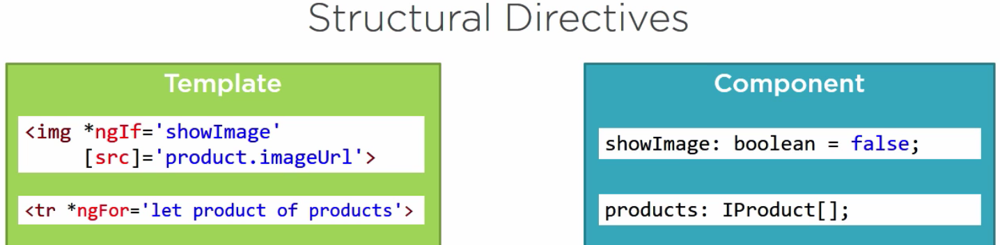 Structural Directives
Template
<img *ngIf='showImage'
[src]='product.imageUrl'>
<tr *ngFor='let product of products'>
Component
showImage: boolean = false;
products: IProduct[];